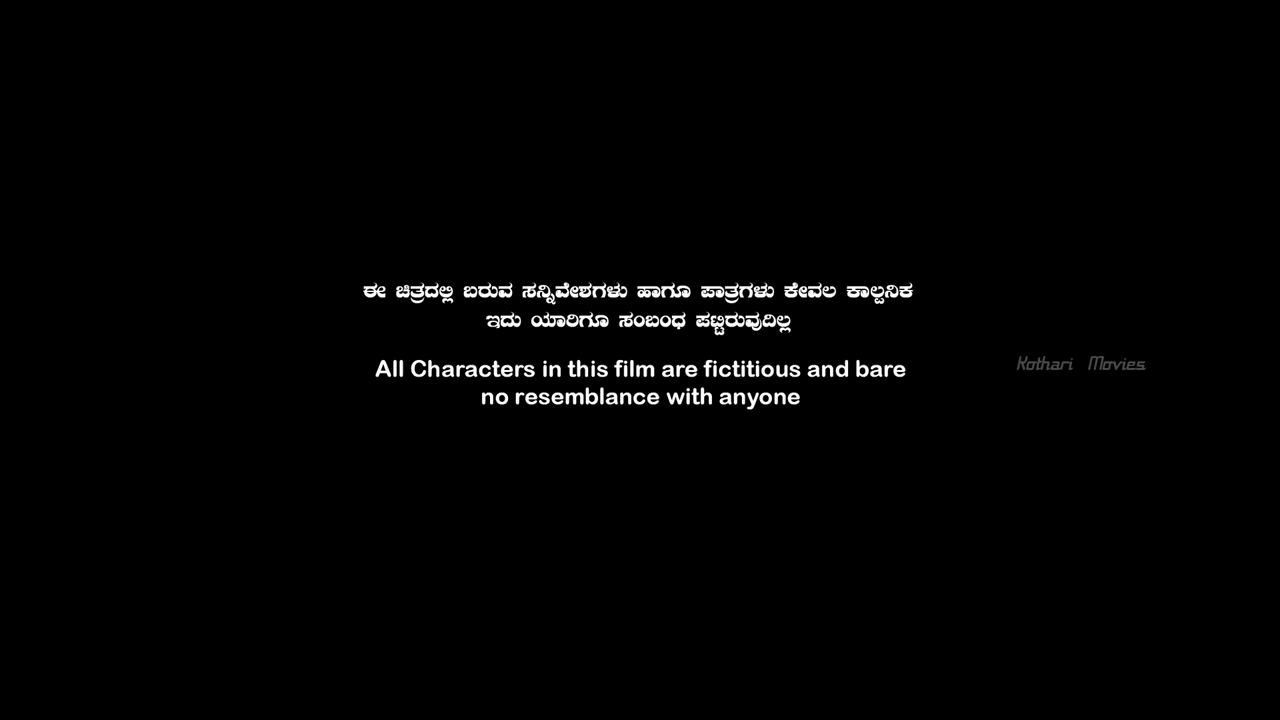 ಈ ಚಿತ್ರದಲ್ಲಿ ಬರುವ ಸನ್ನಿವೇಶಗಳು ಹಾಗೂ ಪಾತ್ರಗಳು ಕೇವಲ ಕಾಲ್ಪನಿಕ
ಇದು ಯಾರಿಗೂ ಸಂಬಂಧ ಪಟ್ಟಿರುವುದಿಲ್ಲ
All Characters in this film are fictitious and bare
no resemblance with anyone
Kothari Movies